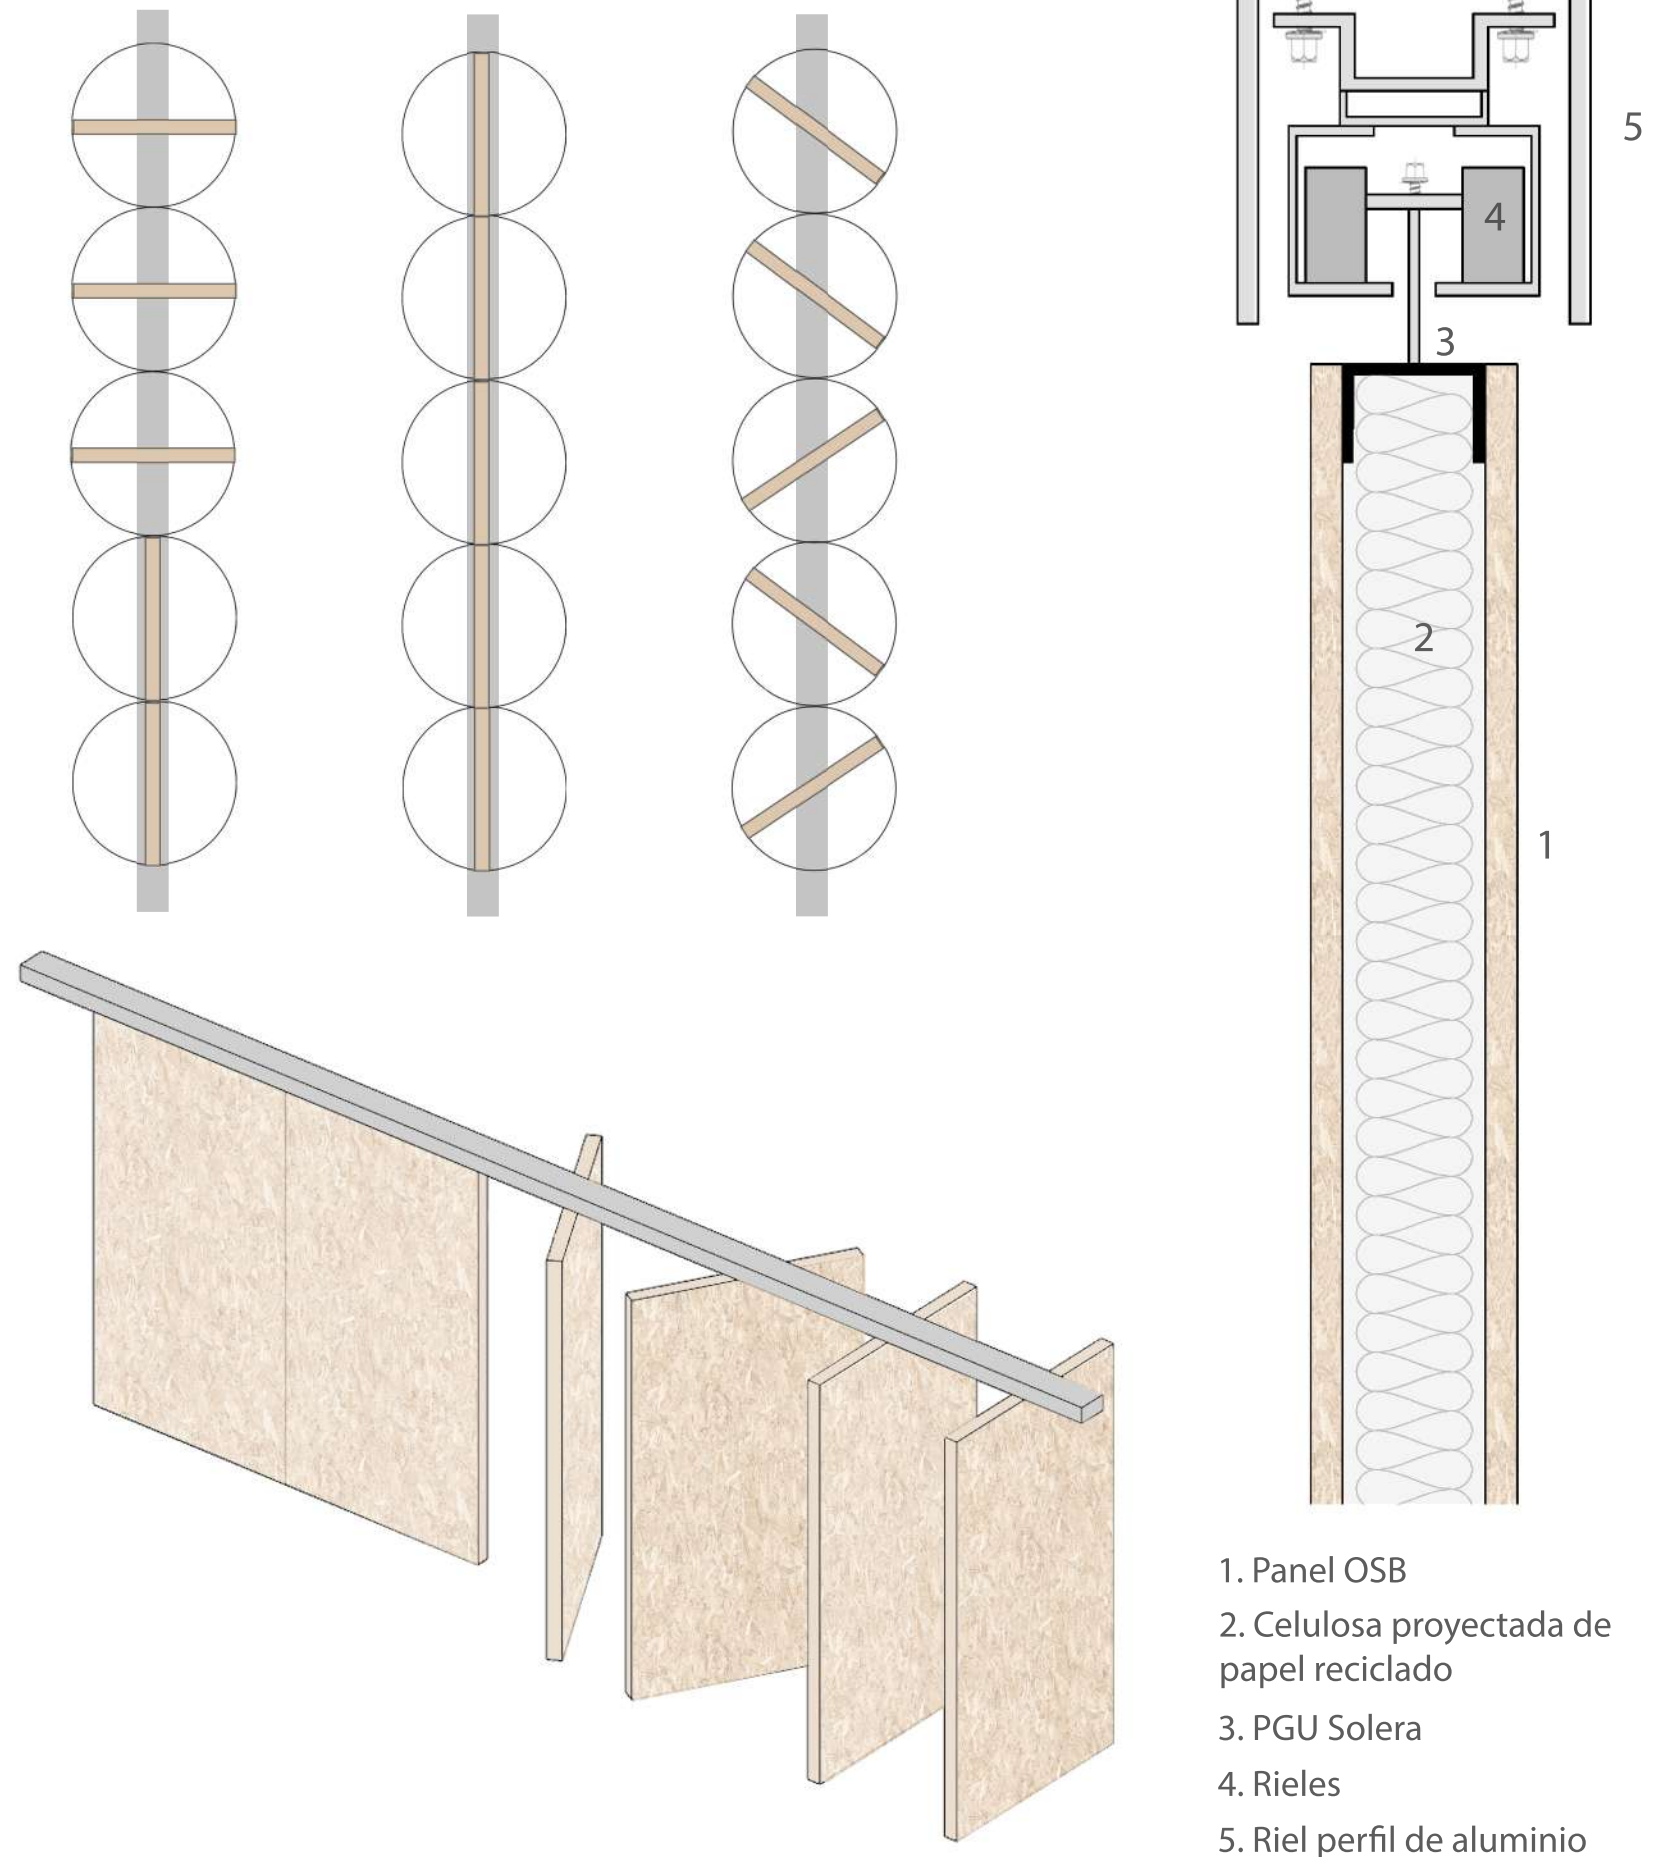 5
4
3
2
1
1. Panel OSB
2. Celulosa proyectada de
papel reciclado
3. PGU Solera
4. Rieles
5. Riel perfil de aluminio